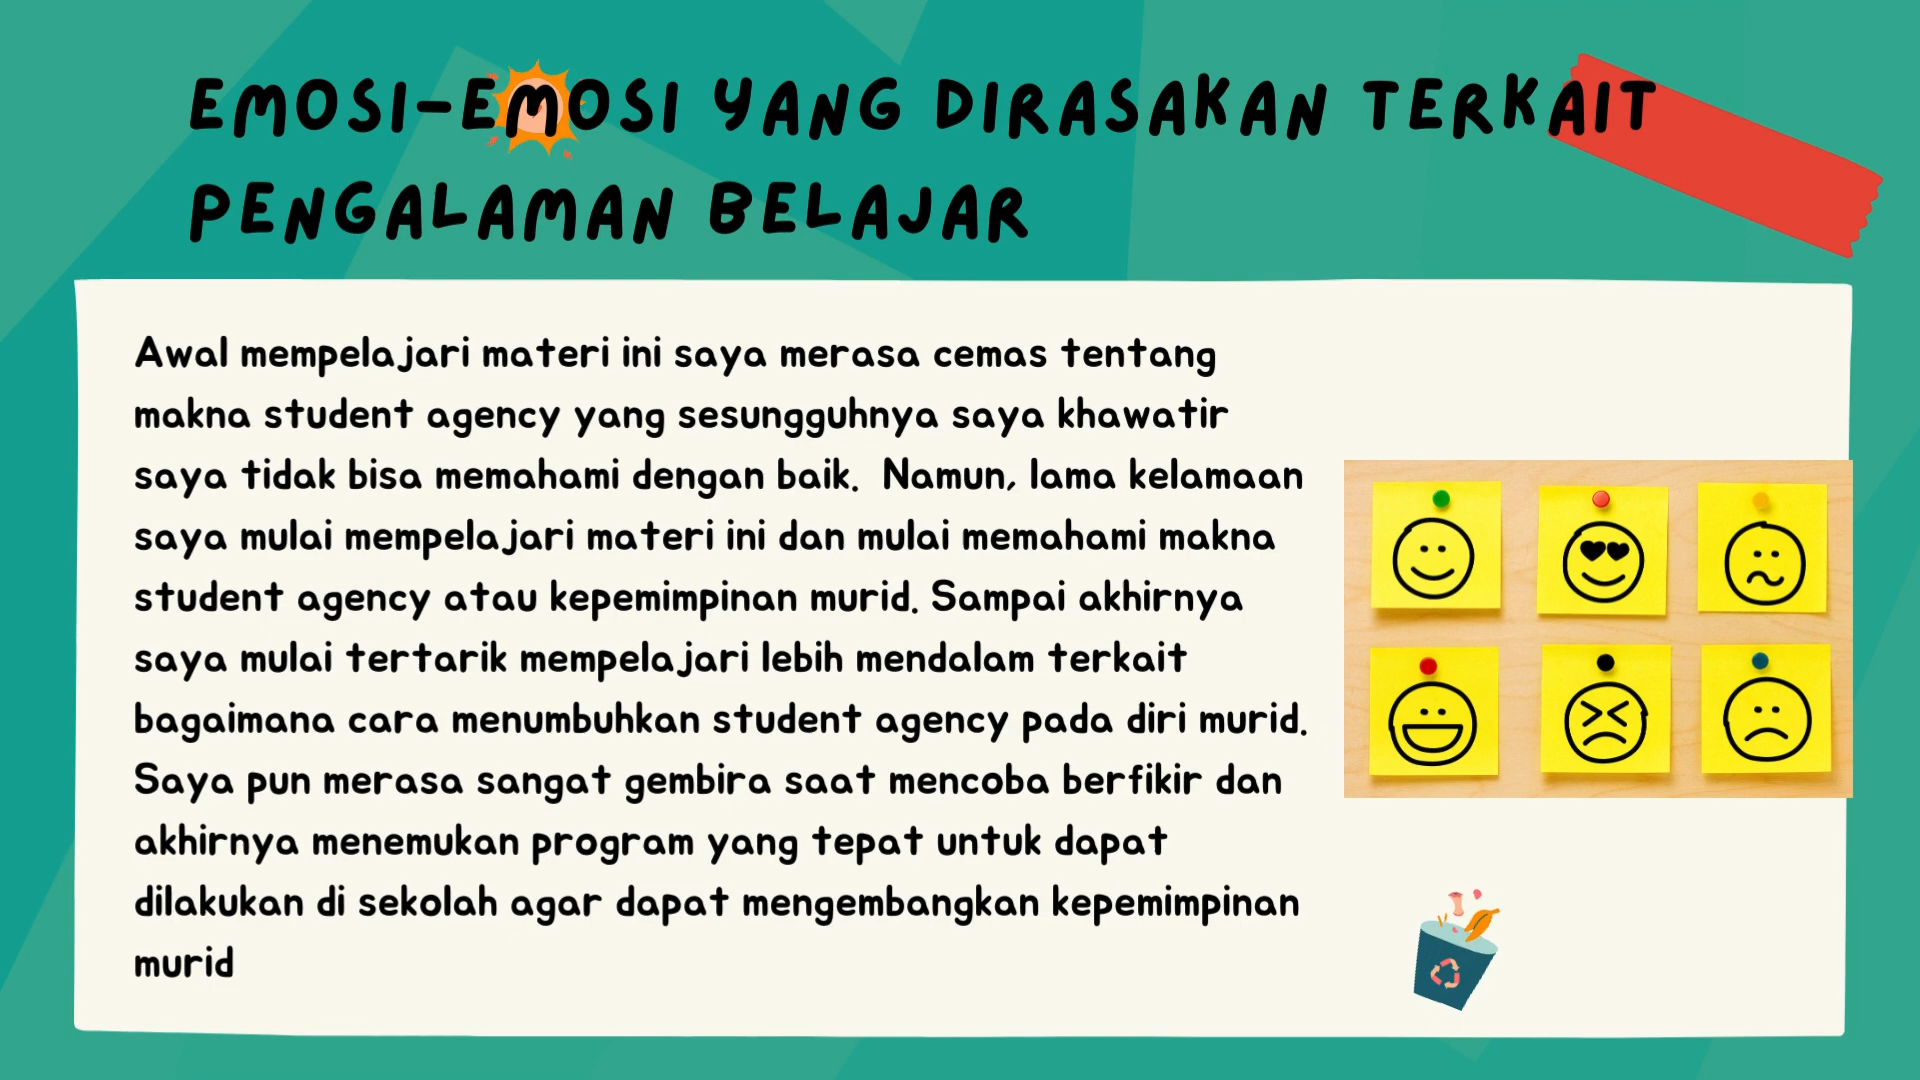 EMOSI-EMOSI YANG DIRASAKAN TERKAIT
PENGALAMAN BELAJAR
Awal mempelajari materi ini saya merasa cemas tentang
makna student agency yang sesungguhnya saya khawatir
saya tidak bisa memahami dengan baik.  Namun, lama kelamaan
saya mulai mempelajari materi ini dan mulai memahami makna
student agency atau kepemimpinan murid. Sampai akhirnya
saya mulai tertarik mempelajari lebih mendalam terkait
bagaimana cara menumbuhkan student agency pada diri murid.
Saya pun merasa sangat gembira saat mencoba berfikir dan
akhirnya menemukan program yang tepat untuk dapat
dilakukan di sekolah agar dapat mengembangkan kepemimpinan
murid